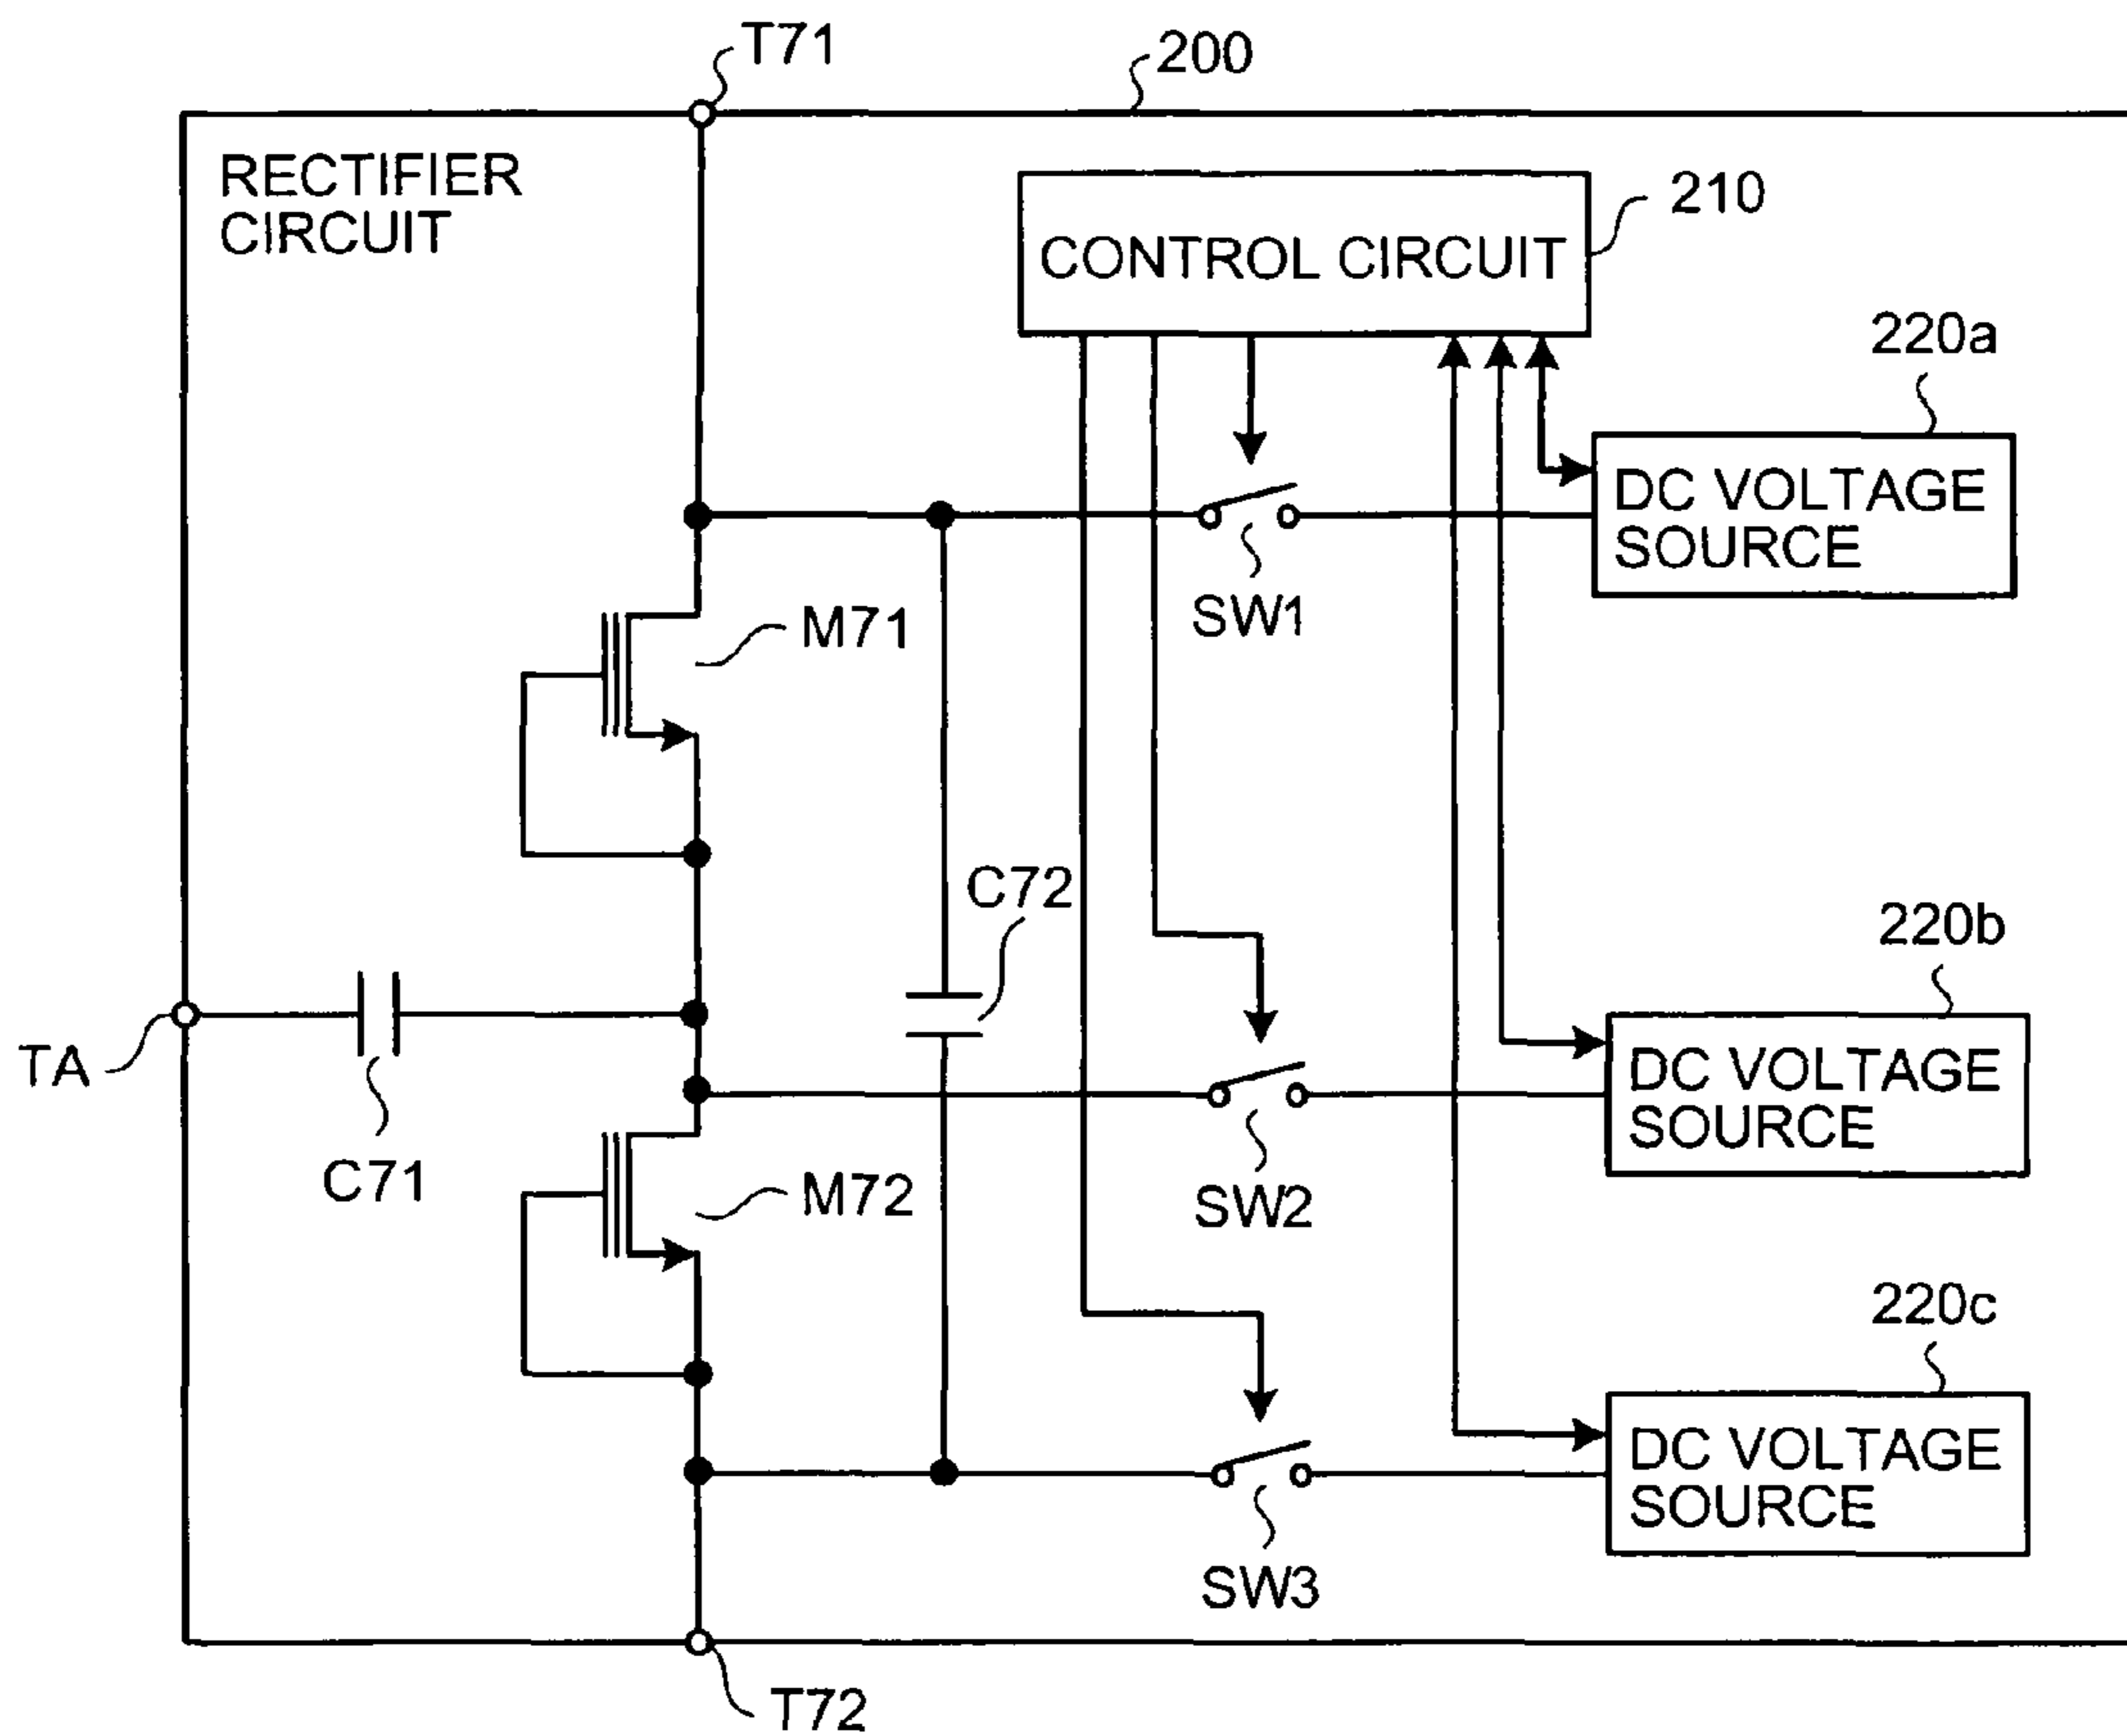 T71
200
RECTIFIER
CIRCUIT
210
CONTROL CIRCUIT
220a
DC VOLTAGE
SOURCE
SW1
M71
C72
220b
TA
DC VOLTAGE
SOURCE
C71
M72
SW2
220c
DC VOLTAGE
SOURCE
SW3
T72